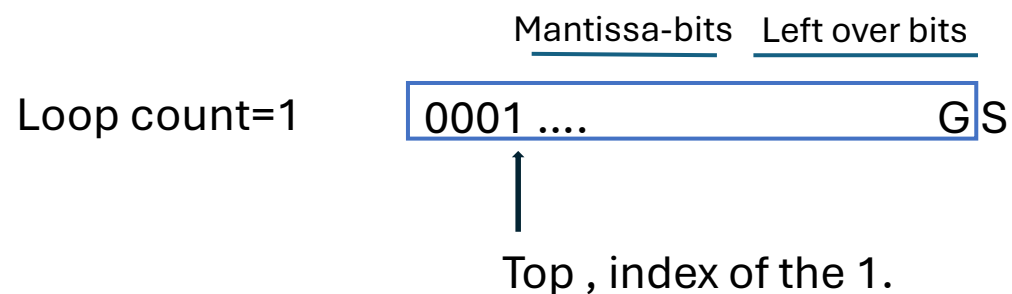 Mantissa-bits Left over bits
Loop count=1 0001 .... G S
Top , index of the 1.